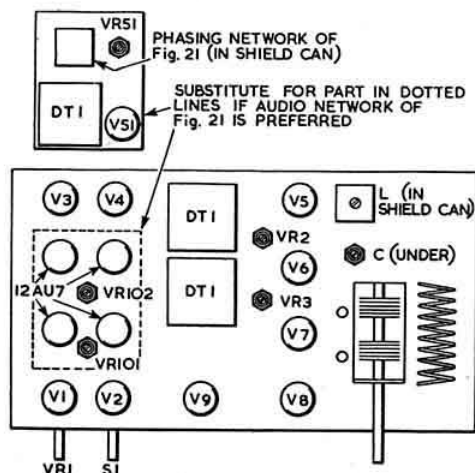 VR51
PHASING NETWORK OF
Fig. 21 (IN SHIELD CAN)
DT1
V51
SUBSTITUTE FOR PART IN DOTTED
LINES IF AUDIO NETWORK OF
Fig. 21 IS PREFERRED
V3
V4
DT1
V5
L (IN
SHIELD CAN)
VR2
C (UNDER)
12AU7
VR102
DT1
V6
VR3
V7
VR101
V1
V2
V9
V8
VR1
S1